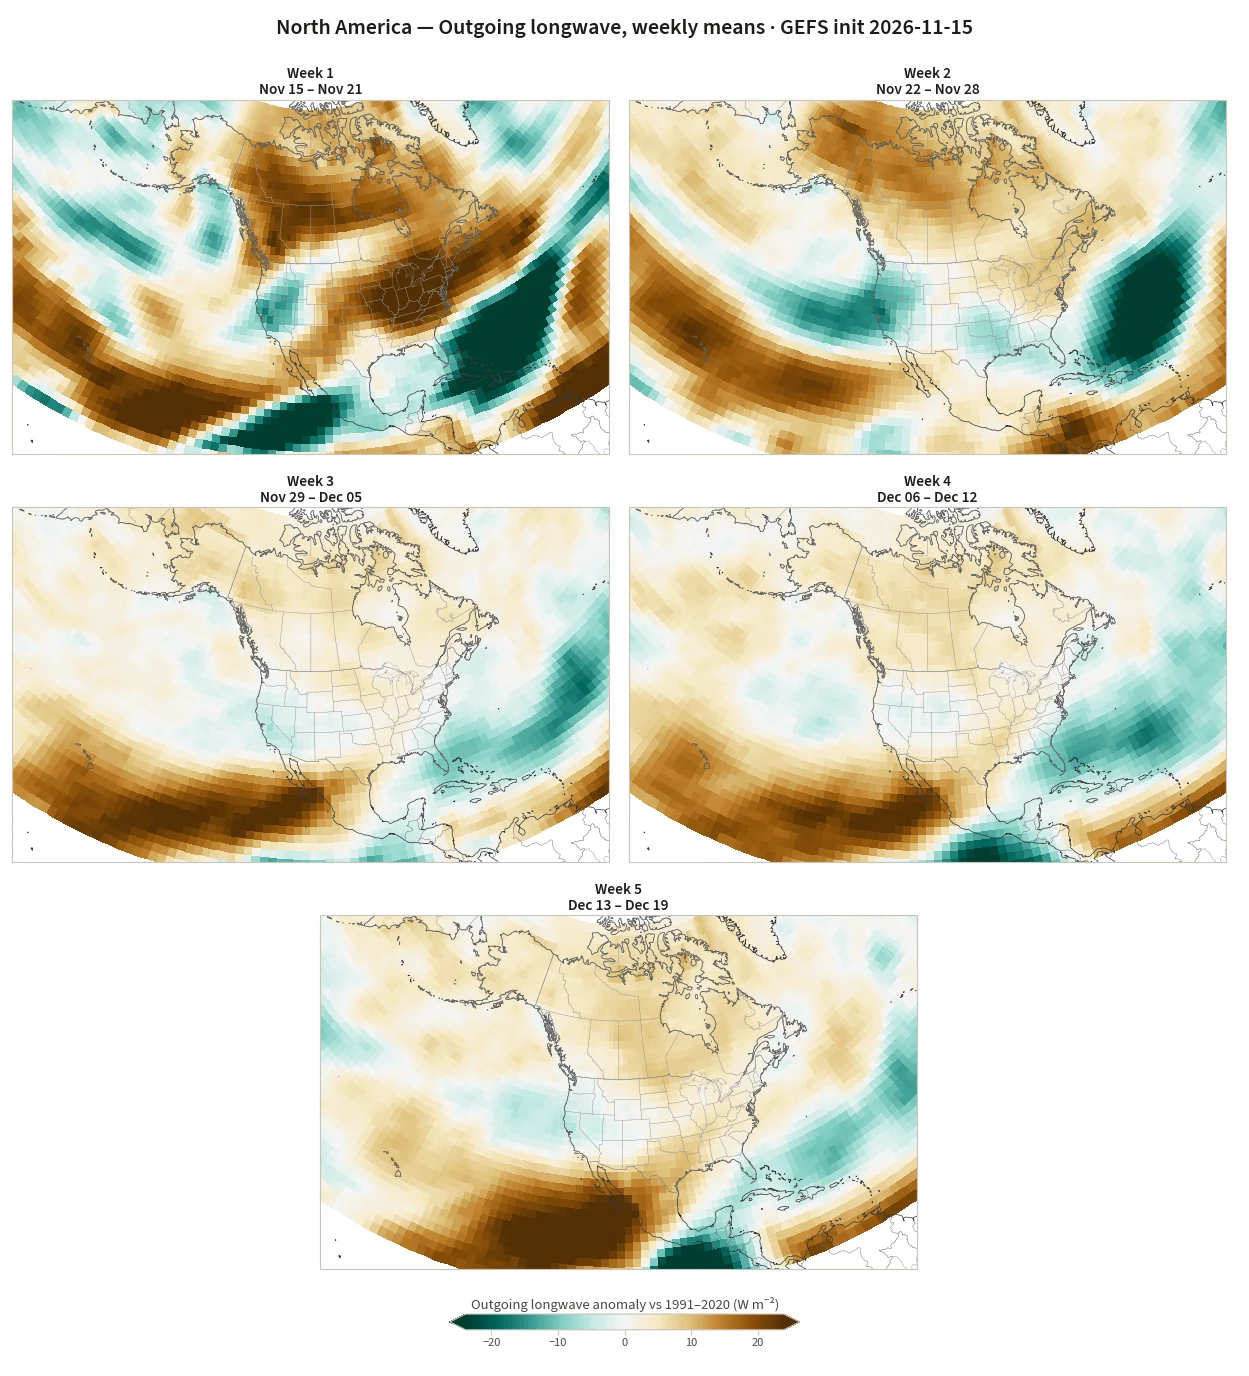 North America — Outgoing longwave, weekly means · GEFS init 2026-11-15
Week 1
Nov 15 – Nov 21
Week 2
Nov 22 – Nov 28
Week 3
Nov 29 – Dec 05
Week 4
Dec 06 – Dec 12
Week 5
Dec 13 – Dec 19
Outgoing longwave anomaly vs 1991–2020 (W m⁻²)
−20 −10 0 10 20